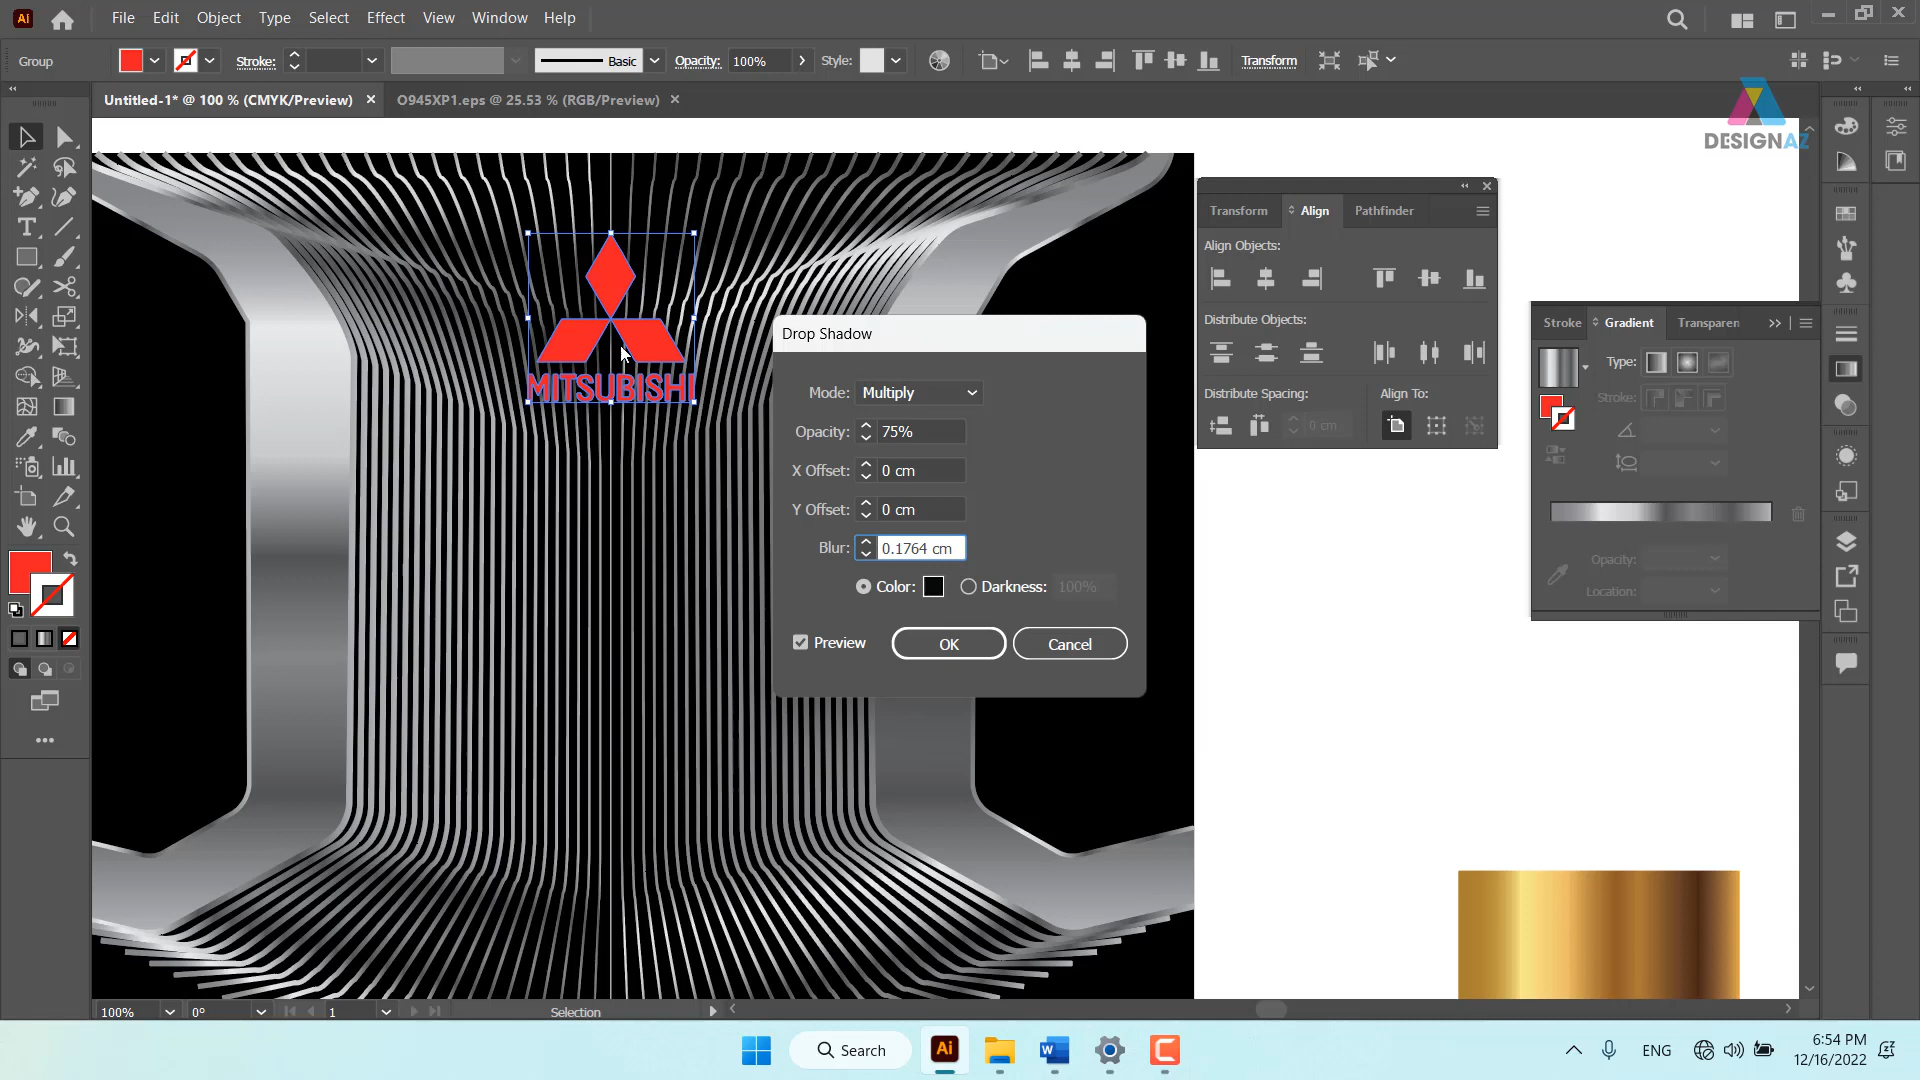 Ai File Edit Object Type Select Effect View Window Help
Group Stroke: Basic Opacity: 100% Style: Transform
Untitled-1* @ 100 % (CMYK/Preview) × O945XP1.eps @ 25.53 % (RGB/Preview) ×
DESIGNAZ
Transform Align Pathfinder
Align Objects:
Distribute Objects:
Distribute Spacing: Align To:
0 cm
Stroke Gradient Transparen
Type:
Stroke:
Opacity:
Location:
MITSUBISHI
Drop Shadow
Mode: Multiply
Opacity: 75%
X Offset: 0 cm
Y Offset: 0 cm
Blur: 0.1764 cm
Color: Darkness: 100%
Preview OK Cancel
100% 0° 1 Selection
Search Ai W C ENG 6:54 PM
12/16/2022